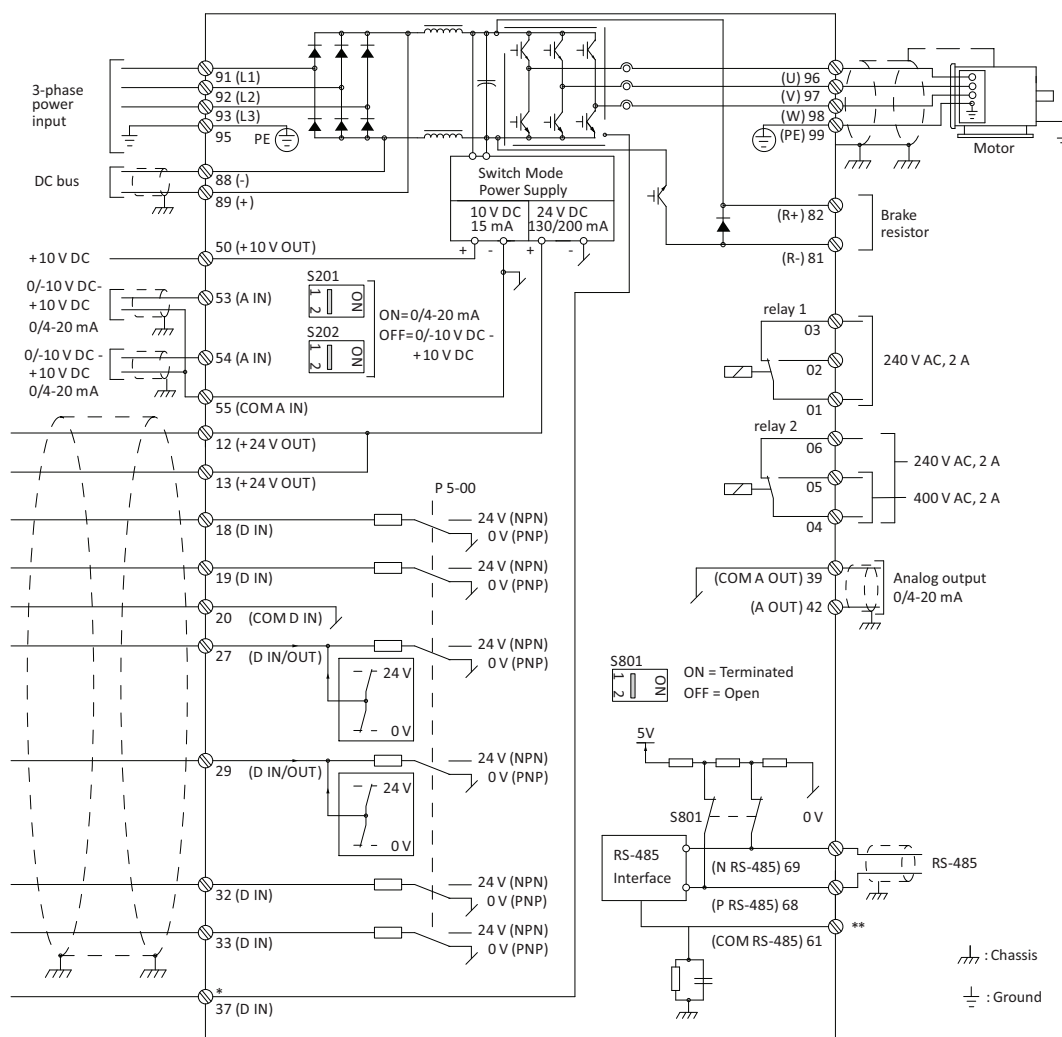 3-phase
power
input
91 (L1)
92 (L2)
93 (L3)
95
PE
(U) 96
(V) 97
(W) 98
(PE) 99
Motor
DC bus
88 (-)
89 (+)
Switch Mode
Power Supply
10 V DC
15 mA
24 V DC
130/200 mA
+ - + -
(R+) 82
(R-) 81
Brake
resistor
+10 V DC
50 (+10 V OUT)
0/-10 V DC-
+10 V DC
0/4-20 mA
53 (A IN)
S201
1
2
ON
S202
1
2
ON
ON=0/4-20 mA
OFF=0/-10 V DC -
+10 V DC
0/-10 V DC -
+10 V DC
0/4-20 mA
54 (A IN)
55 (COM A IN)
relay 1
03
02
01
240 V AC, 2 A
relay 2
06
05
04
240 V AC, 2 A
400 V AC, 2 A
12 (+24 V OUT)
13 (+24 V OUT)
P 5-00
18 (D IN)
24 V (NPN)
0 V (PNP)
19 (D IN)
24 V (NPN)
0 V (PNP)
20 (COM D IN)
27 (D IN/OUT)
24 V (NPN)
0 V (PNP)
24 V
0 V
29 (D IN/OUT)
24 V (NPN)
0 V (PNP)
24 V
0 V
32 (D IN)
24 V (NPN)
0 V (PNP)
33 (D IN)
24 V (NPN)
0 V (PNP)
*
37 (D IN)
(COM A OUT) 39
(A OUT) 42
Analog output
0/4-20 mA
S801
1
2
ON
ON = Terminated
OFF = Open
5V
S801
0 V
RS-485
Interface
(N RS-485) 69
(P RS-485) 68
(COM RS-485) 61
RS-485
**
: Chassis
: Ground